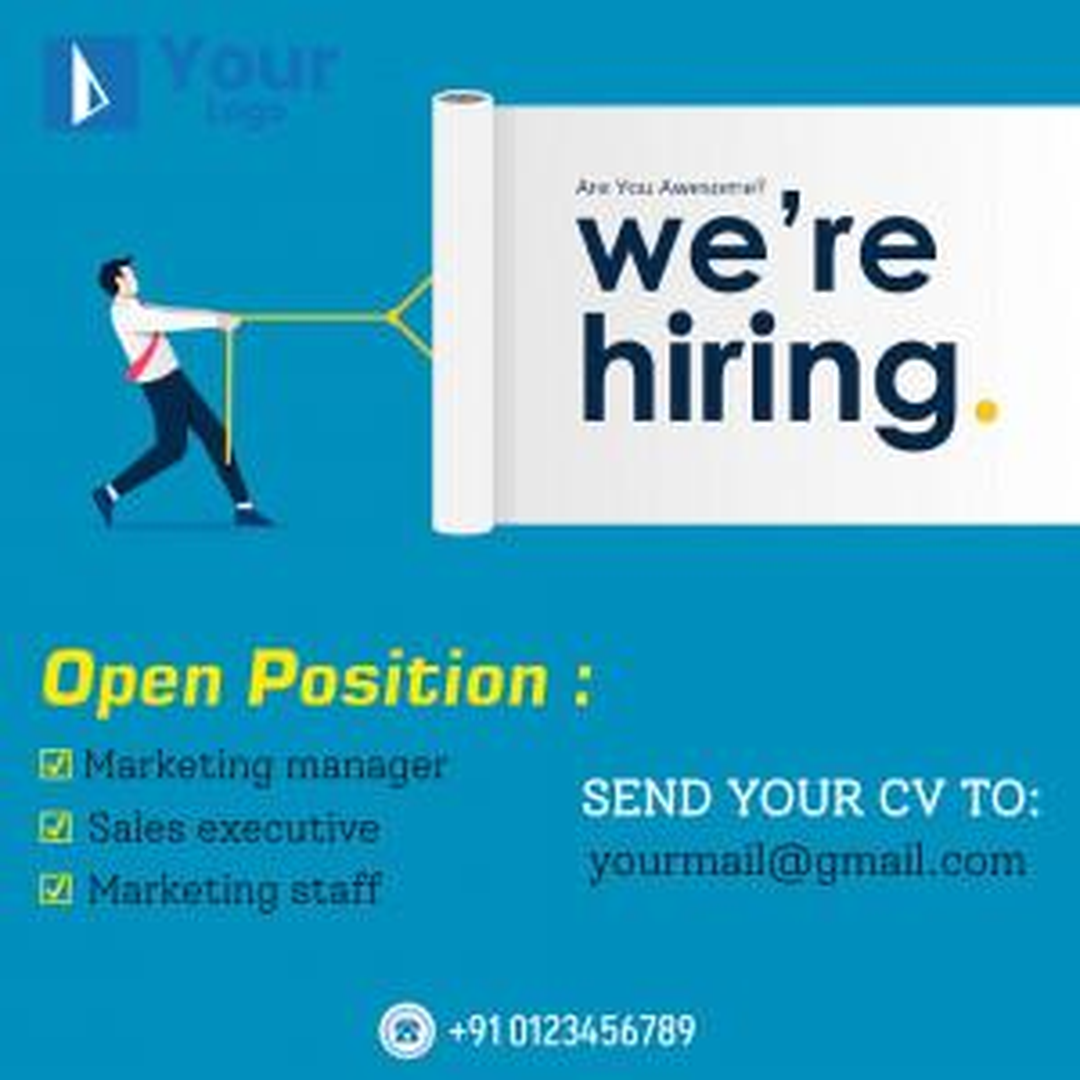 Your
Logo
Are You Awesome?
we're
hiring.
Open Position :
Marketing manager
Sales executive
Marketing staff
SEND YOUR CV TO:
yourmail@gmail.com
+91 0123456789